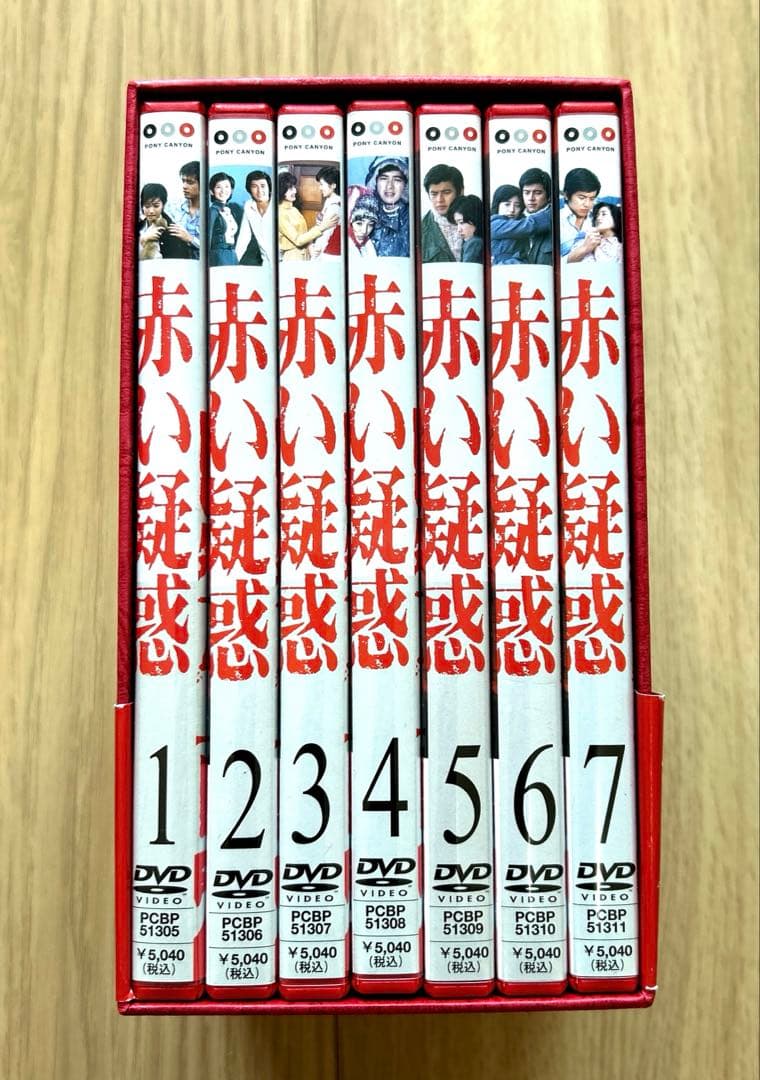 PONY CANYON
赤い疑惑
1
DVD
VIDEO
PCBP
51305
￥5,040
(税込)
PONY CANYON
赤い疑惑
2
DVD
VIDEO
PCBP
51306
￥5,040
(税込)
PONY CANYON
赤い疑惑
3
DVD
VIDEO
PCBP
51307
￥5,040
(税込)
PONY CANYON
赤い疑惑
4
DVD
VIDEO
PCBP
51308
￥5,040
(税込)
PONY CANYON
赤い疑惑
5
DVD
VIDEO
PCBP
51309
￥5,040
(税込)
PONY CANYON
赤い疑惑
6
DVD
VIDEO
PCBP
51310
￥5,040
(税込)
PONY CANYON
赤い疑惑
7
DVD
VIDEO
PCBP
51311
￥5,040
(税込)